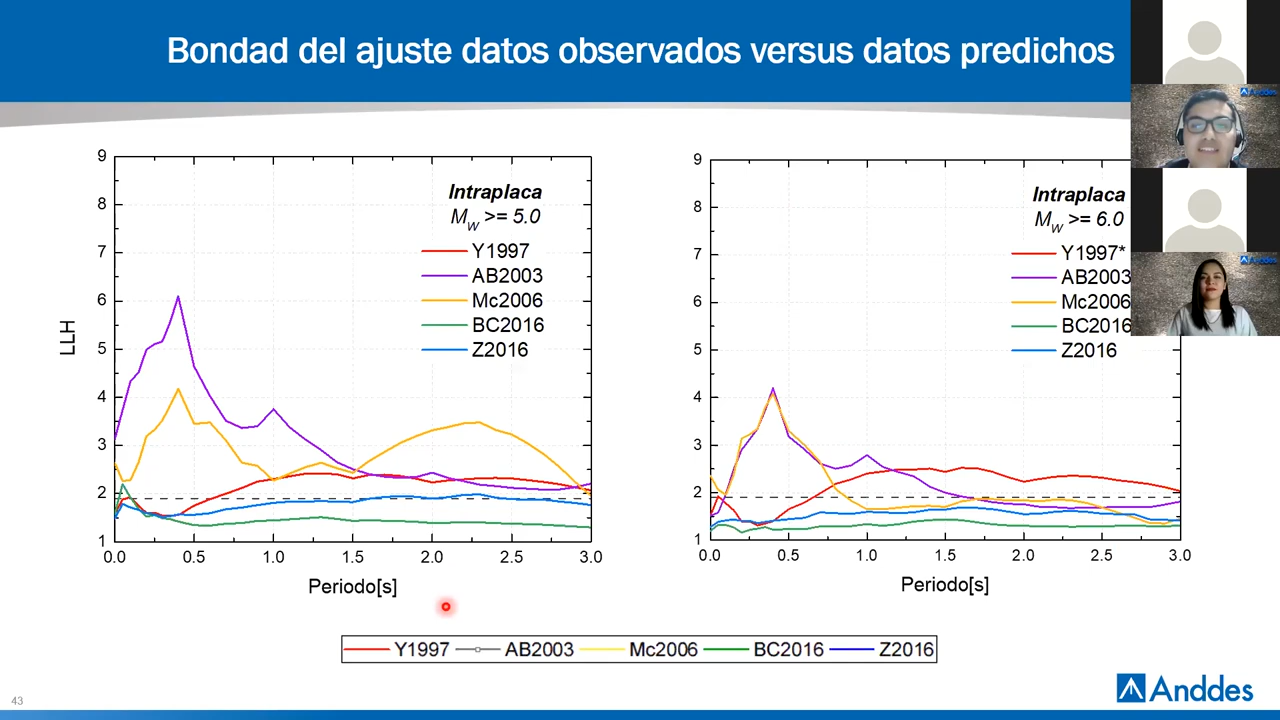 Bondad del ajuste datos observados versus datos predichos
Anddes
Anddes
9
8
7
6
5
4
3
2
1
LLH
Intraplaca
MW >= 5.0
Y1997
AB2003
Mc2006
BC2016
Z2016
0.0 0.5 1.0 1.5 2.0 2.5 3.0
Periodo[s]
9
8
7
6
5
4
3
2
1
Intraplaca
MW >= 6.0
Y1997*
AB2003
Mc2006
BC2016
Z2016
0.0 0.5 1.0 1.5 2.0 2.5 3.0
Periodo[s]
Y1997 AB2003 Mc2006 BC2016 Z2016
43
Anddes